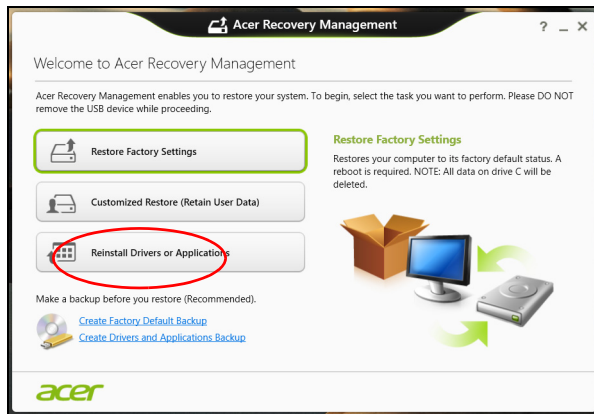 Acer Recovery Management
? _ X
Welcome to Acer Recovery Management
Acer Recovery Management enables you to restore your system. To begin, select the task you want to perform. Please DO NOT
remove the USB device while proceeding.
Restore Factory Settings
Customized Restore (Retain User Data)
Reinstall Drivers or Applications
Restore Factory Settings
Restores your computer to its factory default status. A
reboot is required. NOTE: All data on drive C will be
deleted.
Make a backup before you restore (Recommended).
Create Factory Default Backup
Create Drivers and Applications Backup
acer